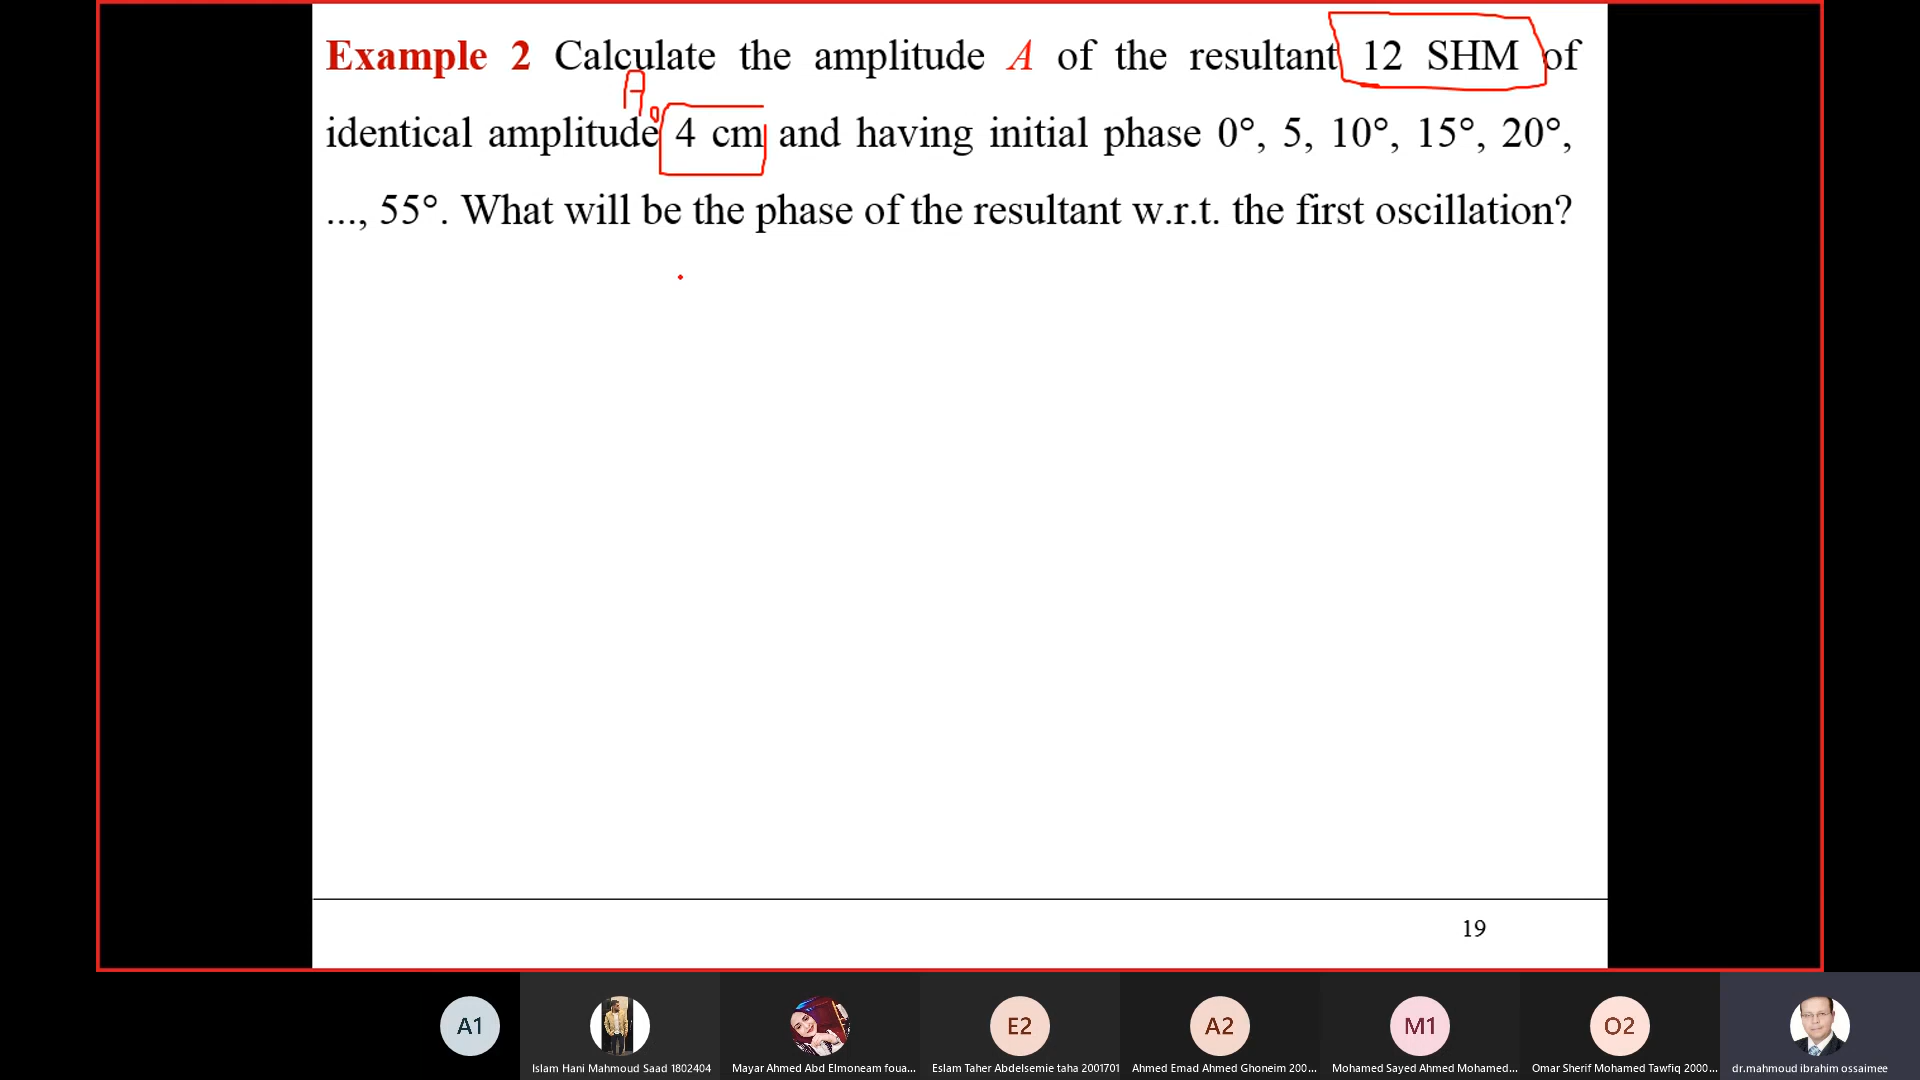 Example 2 Calculate the amplitude A of the resultant 12 SHM of
A₀
identical amplitude 4 cm and having initial phase 0°, 5, 10°, 15°, 20°,
..., 55°. What will be the phase of the resultant w.r.t. the first oscillation?
19
A1
E2
A2
M1
O2
Islam Hani Mahmoud Saad 1802404
Mayar Ahmed Abd Elmoneam foua...
Eslam Taher Abdelsemie taha 2001701
Ahmed Emad Ahmed Ghoneim 200...
Mohamed Sayed Ahmed Mohamed...
Omar Sherif Mohamed Tawfiq 2000...
dr.mahmoud ibrahim ossaimee